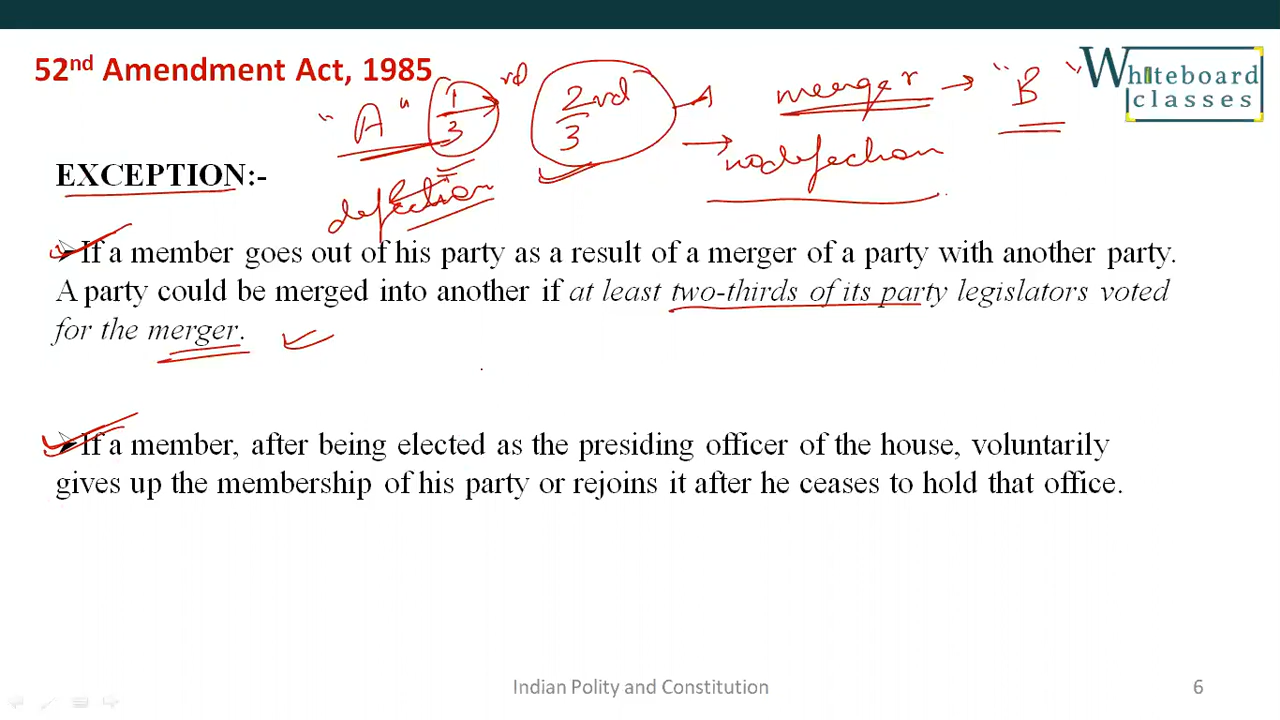 52nd Amendment Act, 1985
Whiteboard
classes
"A" 1/3 rd 2/3 rd → merger → "B"
→ no defection
defection
EXCEPTION:-
➢If a member goes out of his party as a result of a merger of a party with another party.
A party could be merged into another if at least two-thirds of its party legislators voted
for the merger.
➢If a member, after being elected as the presiding officer of the house, voluntarily
gives up the membership of his party or rejoins it after he ceases to hold that office.
Indian Polity and Constitution
6